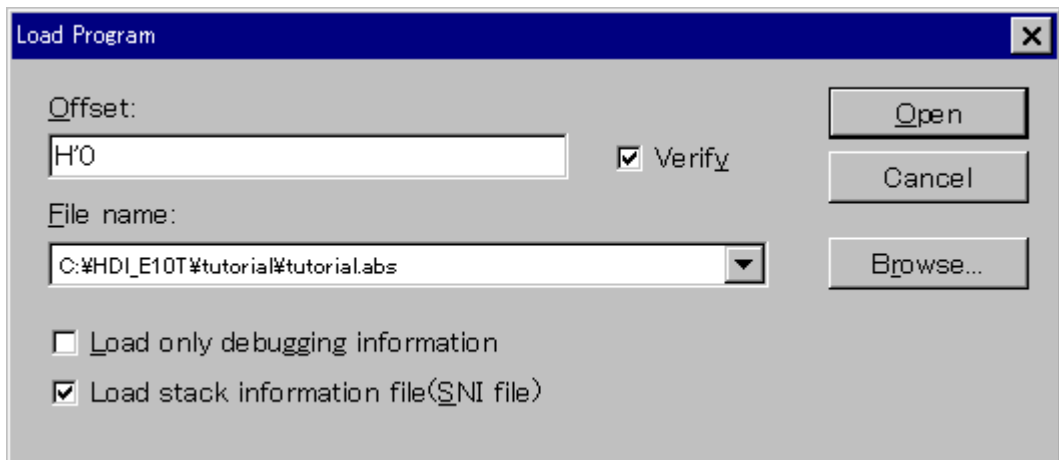 Load Program
Offset:
Open
H'0
Verify
Cancel
File name:
C:¥HDI_E10T¥tutorial¥tutorial.abs
Browse...
Load only debugging information
Load stack information file(SNI file)